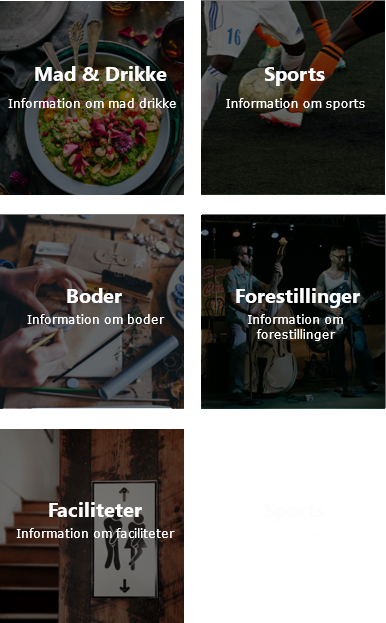 Mad & Drikke
Information om mad drikke
Sports
Information om sports
16
Boder
Information om boder
Forestillinger
Information om
forestillinger
Faciliteter
Information om faciliteter